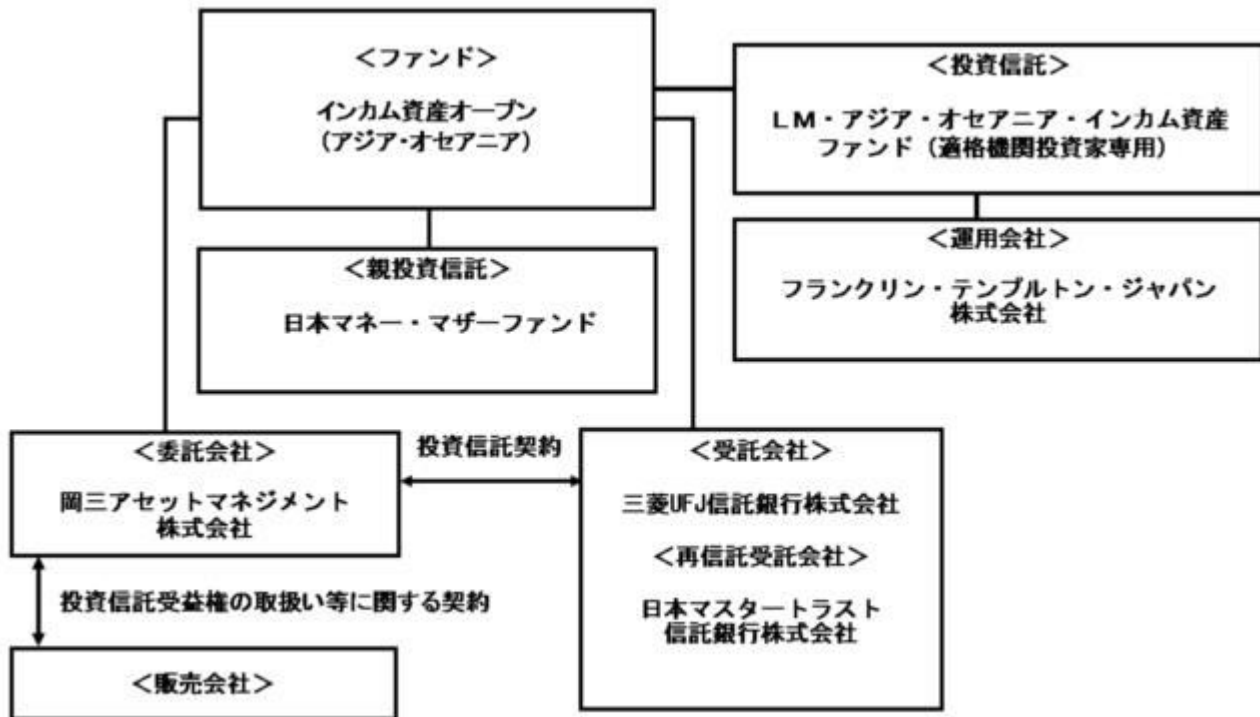 ＜ファンド＞
インカム資産オープン
（アジア・オセアニア）
＜投資信託＞
ＬＭ・アジア・オセアニア・インカム資産
ファンド（適格機関投資家専用）
＜運用会社＞
フランクリン・テンプルトン・ジャパン
株式会社
＜親投資信託＞
日本マネー・マザーファンド
＜委託会社＞
岡三アセットマネジメント
株式会社
投資信託契約
＜受託会社＞
三菱UFJ信託銀行株式会社
＜再信託受託会社＞
日本マスタートラスト
信託銀行株式会社
投資信託受益権の取扱い等に関する契約
＜販売会社＞